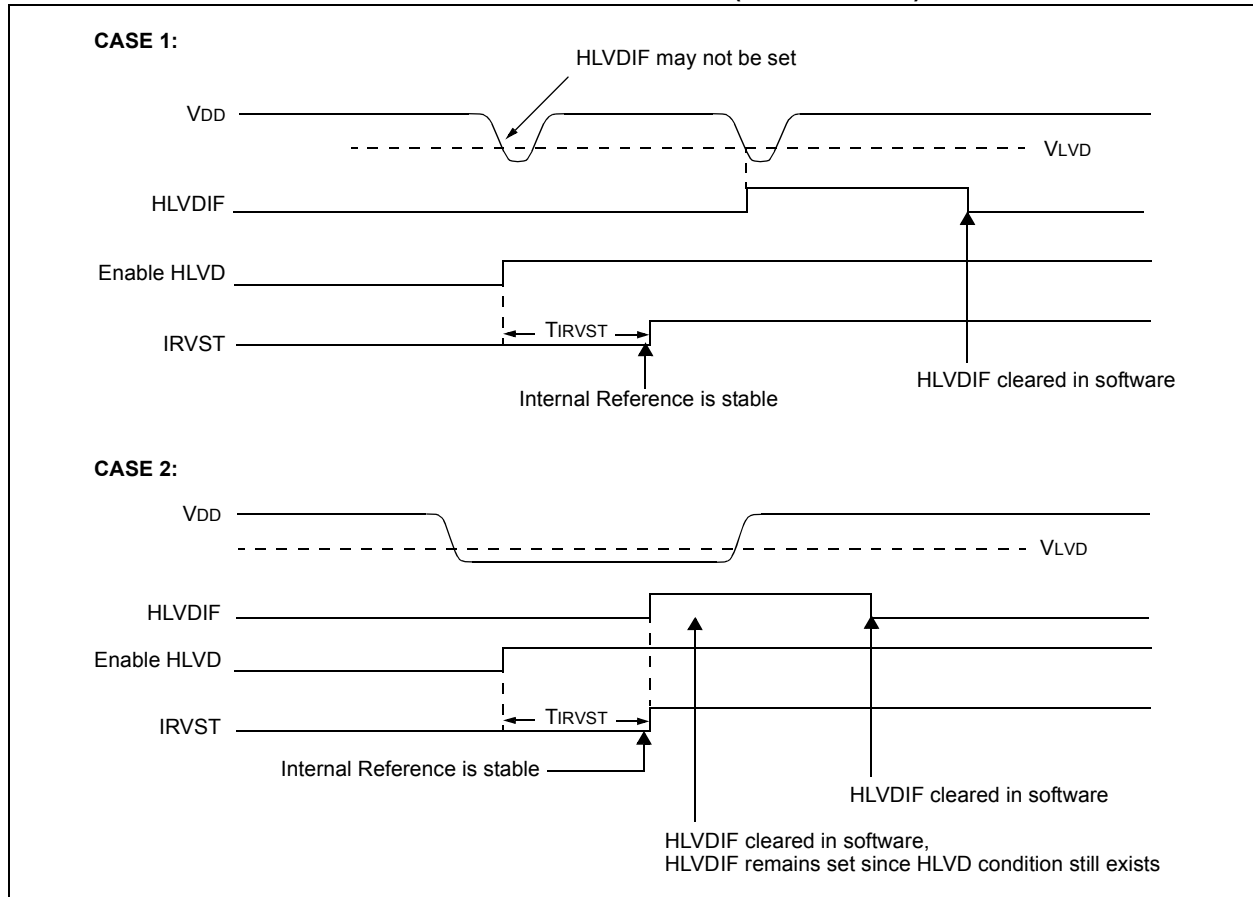 CASE 1:
HLVDIF may not be set
VDD
VLVD
HLVDIF
Enable HLVD
TIRVST
IRVST
HLVDIF cleared in software
Internal Reference is stable
CASE 2:
VDD
VLVD
HLVDIF
Enable HLVD
TIRVST
IRVST
Internal Reference is stable
HLVDIF cleared in software
HLVDIF cleared in software,
HLVDIF remains set since HLVD condition still exists